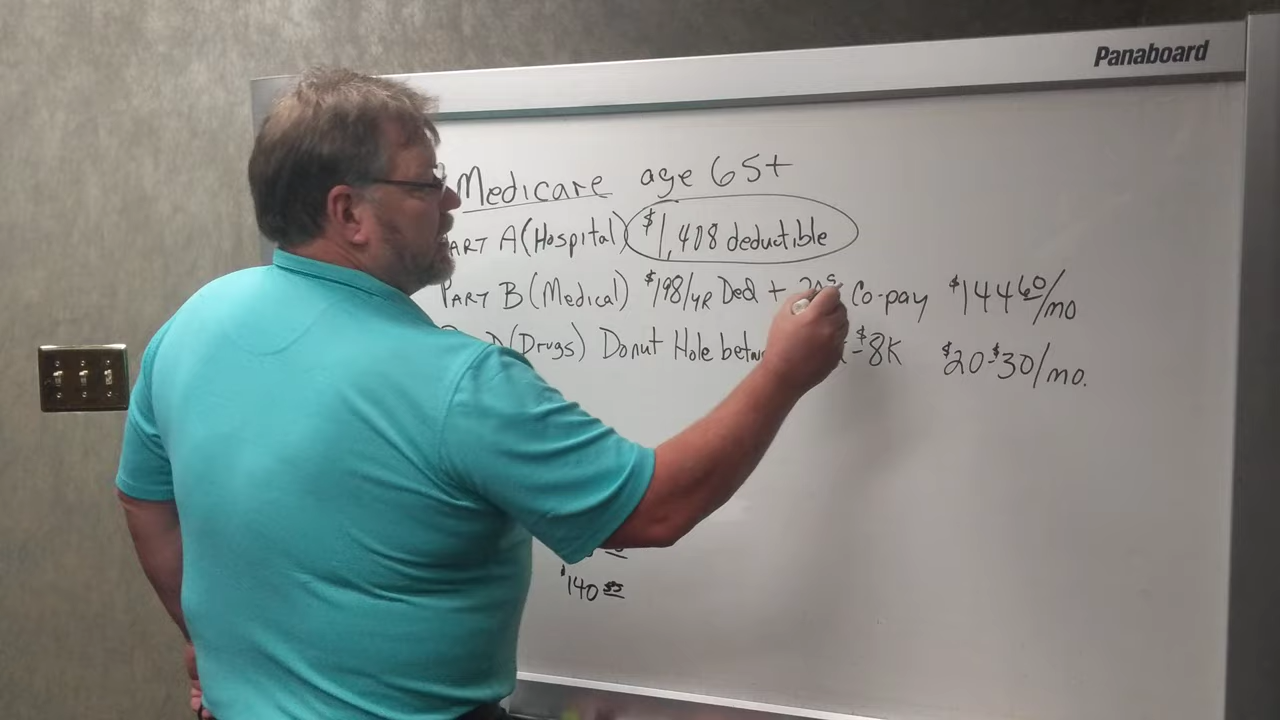 Panaboard
Medicare age 65+
ART A (Hospital) $1,408 deductible
PART B (Medical) $198/YR Ded + Co-pay $144 60/mo
D (Drugs) Donut Hole $8K $20-$30/mo.
$140